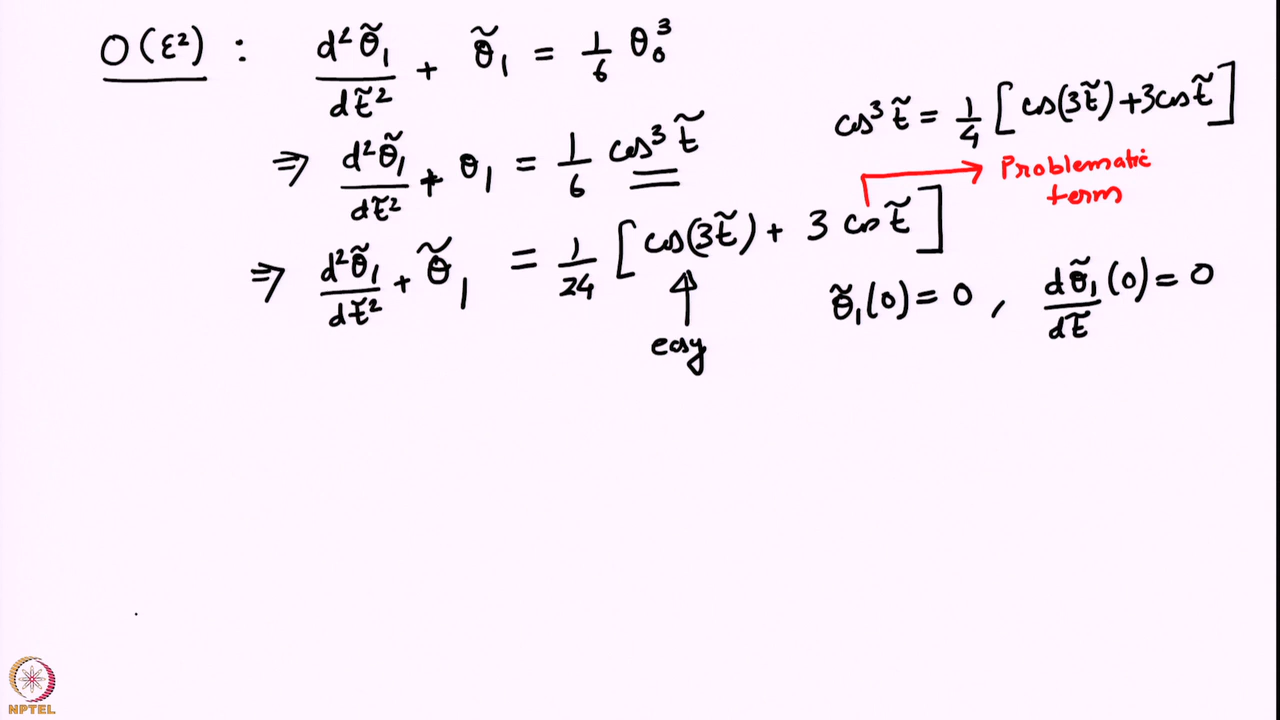 O(ε²) : d²θ̃₁/dt̃² + θ̃₁ = 1/6 θ₀³
cos³ t̃ = 1/4 [cos(3t̃) + 3cos t̃]
⇒ d²θ̃₁/dt̃² + θ₁ = 1/6 cos³ t̃
Problematic
term
⇒ d²θ̃₁/dt̃² + θ̃₁ = 1/24 [cos(3t̃) + 3 cos t̃]
easy
θ̃₁(0) = 0 , dθ̃₁/dt̃ (0) = 0
NPTEL